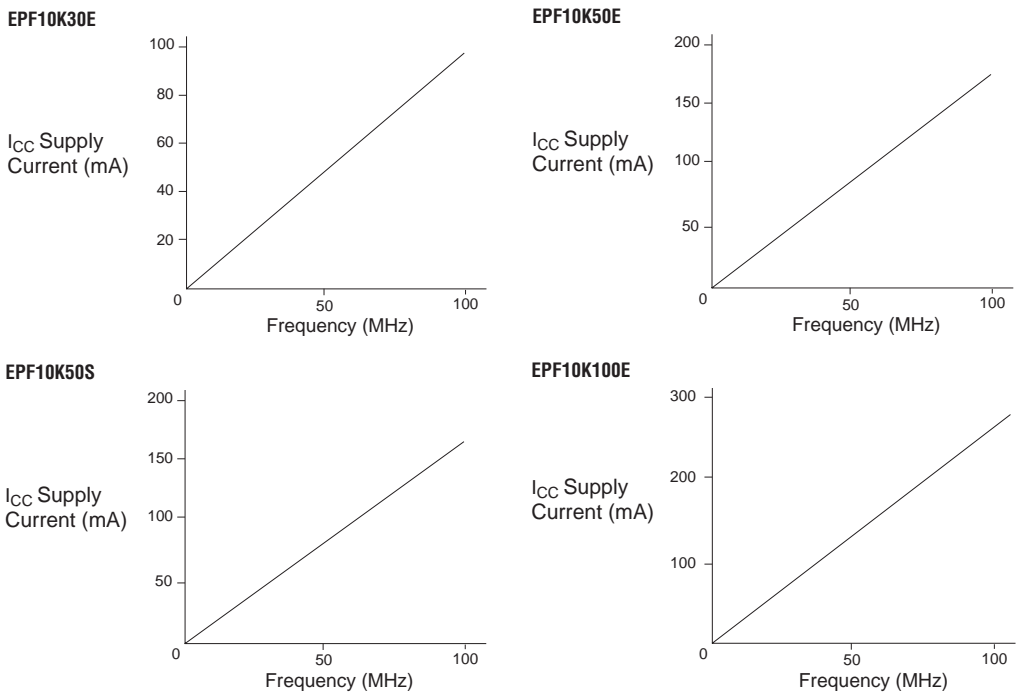 EPF10K30E
100
80
60
40
20
0
50
100
I_CC Supply
Current (mA)
Frequency (MHz)
EPF10K50E
200
150
100
50
0
50
100
I_CC Supply
Current (mA)
Frequency (MHz)
EPF10K50S
200
150
100
50
0
50
100
I_CC Supply
Current (mA)
Frequency (MHz)
EPF10K100E
300
200
100
0
50
100
I_CC Supply
Current (mA)
Frequency (MHz)